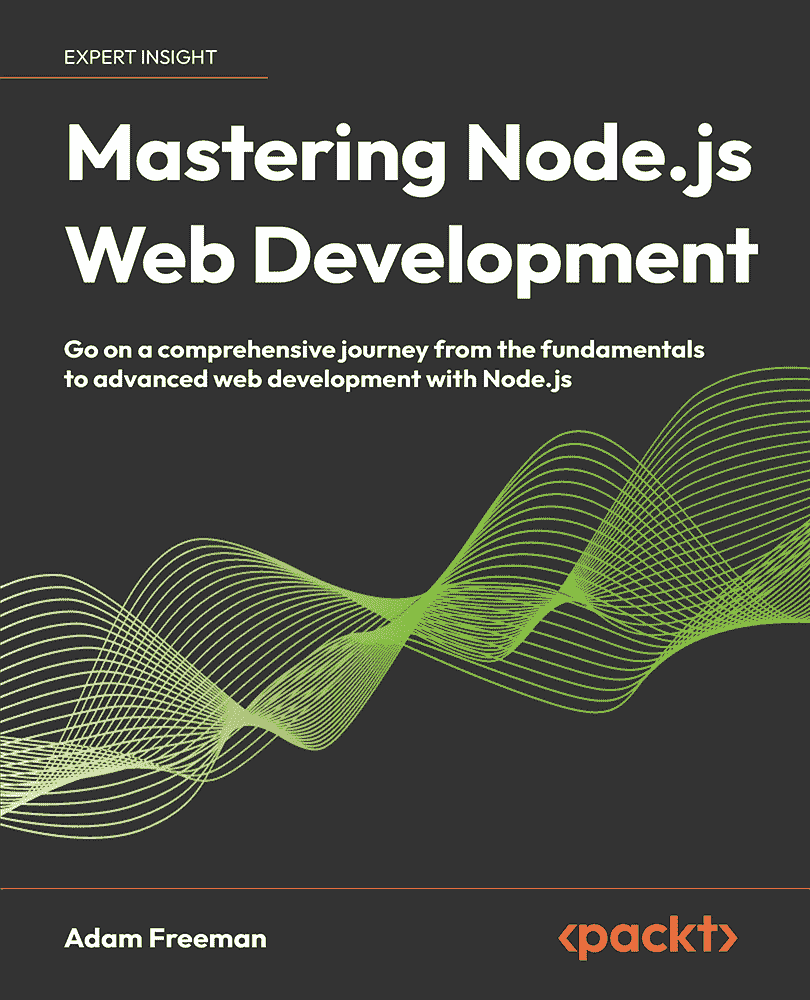 EXPERT INSIGHT
Mastering Node.js
Web Development
Go on a comprehensive journey from the fundamentals
to advanced web development with Node.js
Adam Freeman
<packt>